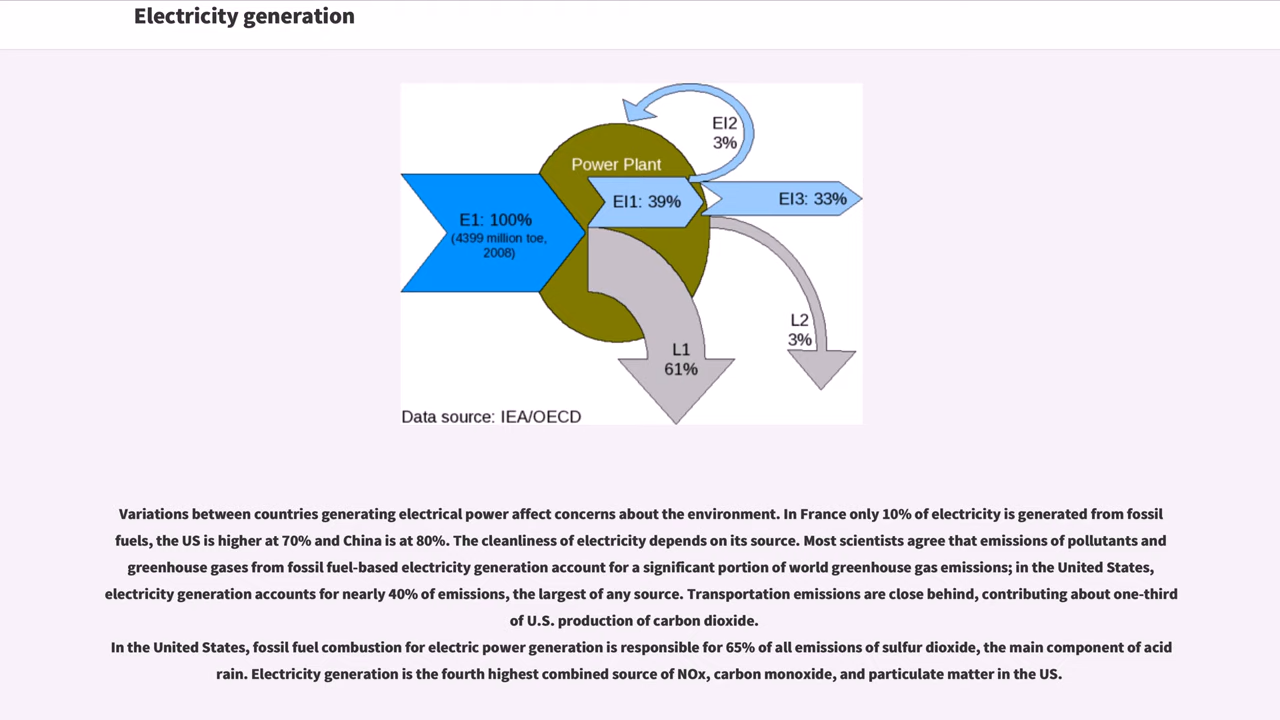 Electricity generation
EI2
3%
Power Plant
EI1: 39%
EI3: 33%
E1: 100%
(4399 million toe,
2008)
L2
3%
L1
61%
Data source: IEA/OECD
Variations between countries generating electrical power affect concerns about the environment. In France only 10% of electricity is generated from fossil
fuels, the US is higher at 70% and China is at 80%. The cleanliness of electricity depends on its source. Most scientists agree that emissions of pollutants and
greenhouse gases from fossil fuel-based electricity generation account for a significant portion of world greenhouse gas emissions; in the United States,
electricity generation accounts for nearly 40% of emissions, the largest of any source. Transportation emissions are close behind, contributing about one-third
of U.S. production of carbon dioxide.
In the United States, fossil fuel combustion for electric power generation is responsible for 65% of all emissions of sulfur dioxide, the main component of acid
rain. Electricity generation is the fourth highest combined source of NOx, carbon monoxide, and particulate matter in the US.